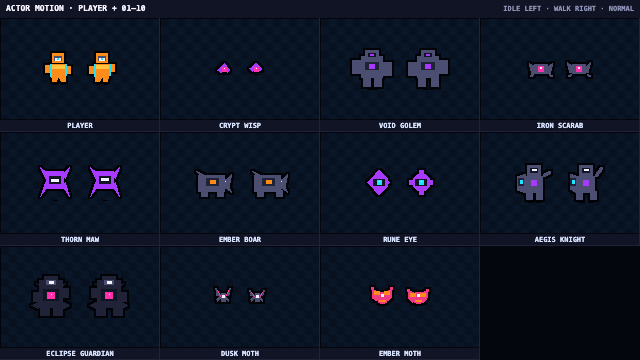 ACTOR MOTION · PLAYER + 01–10
IDLE LEFT · WALK RIGHT · NORMAL
PLAYER
CRYPT WISP
VOID GOLEM
IRON SCARAB
THORN MAW
EMBER BOAR
RUNE EYE
AEGIS KNIGHT
ECLIPSE GUARDIAN
DUSK MOTH
EMBER MOTH